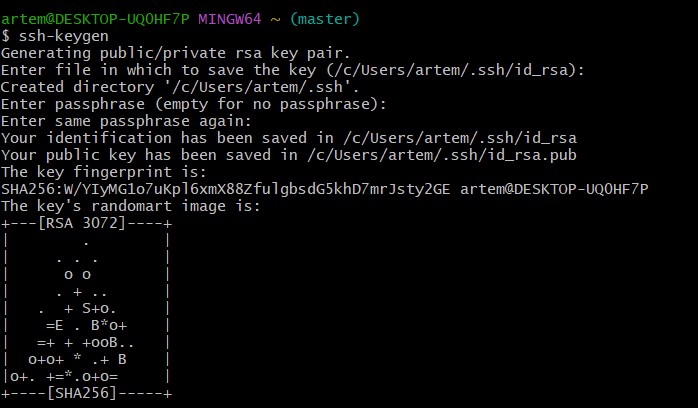 artem@DESKTOP-UQ0HF7P MINGW64 ~ (master)
$ ssh-keygen
Generating public/private rsa key pair.
Enter file in which to save the key (/c/Users/artem/.ssh/id_rsa):
Created directory '/c/Users/artem/.ssh'.
Enter passphrase (empty for no passphrase):
Enter same passphrase again:
Your identification has been saved in /c/Users/artem/.ssh/id_rsa
Your public key has been saved in /c/Users/artem/.ssh/id_rsa.pub
The key fingerprint is:
SHA256:W/YIyMG1o7uKpl6xmX88ZfulgbsdG5khD7mrJsty2GE artem@DESKTOP-UQ0HF7P
The key's randomart image is:
+---[RSA 3072]----+
|        .        |
|     . . .       |
|      o o        |
|     . + ..      |
|   .  + S+o.     |
|    =E . B*o+    |
|   =+ + +ooB..   |
|  o+o+ * .+ B    |
|o+. +=*.o+o=     |
+----[SHA256]-----+